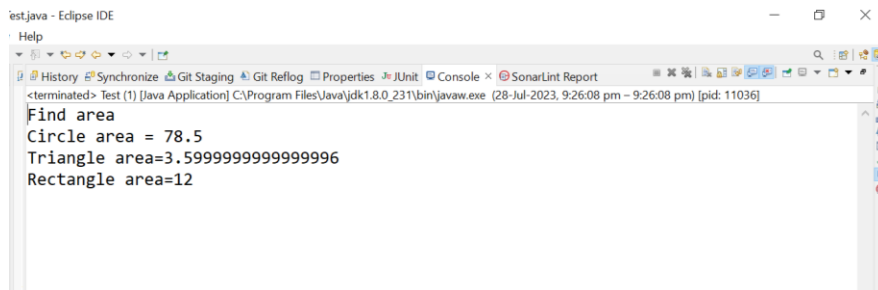 est.java - Eclipse IDE
Help
History Synchronize Git Staging Git Reflog Properties JUnit Console × SonarLint Report
<terminated> Test (1) [Java Application] C:\Program Files\Java\jdk1.8.0_231\bin\javaw.exe (28-Jul-2023, 9:26:08 pm – 9:26:08 pm) [pid: 11036]
Find area
Circle area = 78.5
Triangle area=3.5999999999999996
Rectangle area=12